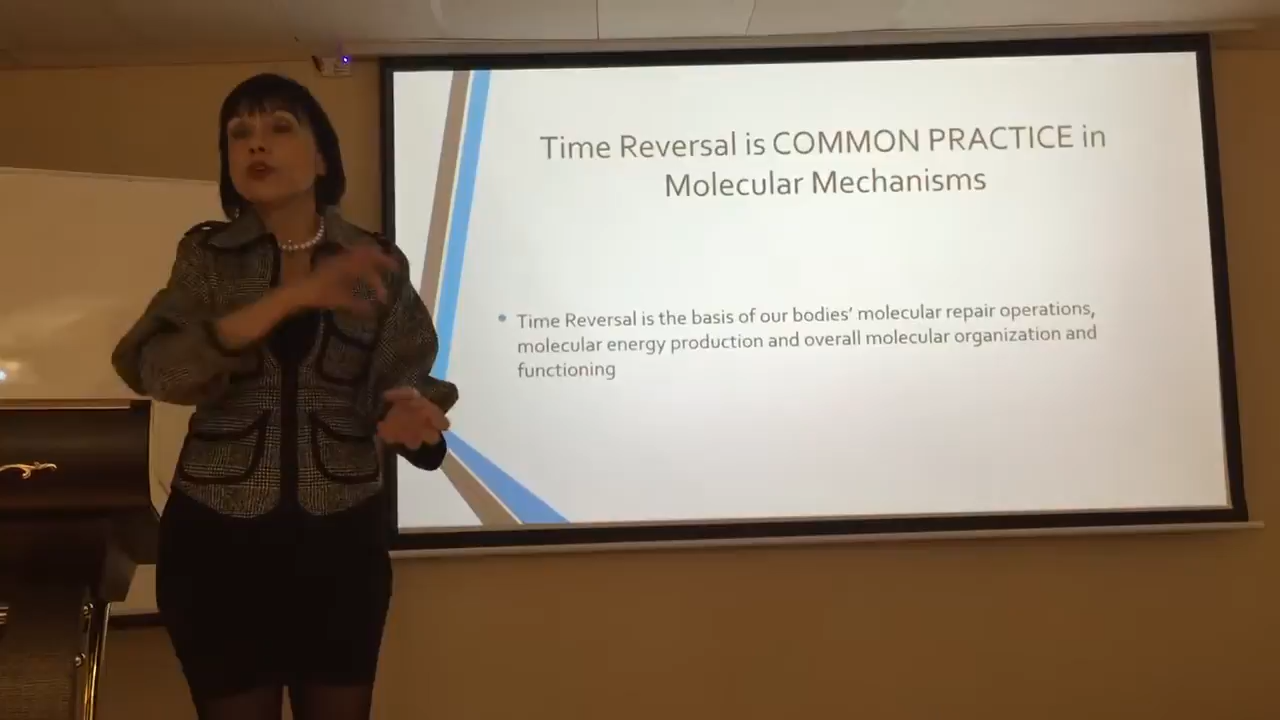 Time Reversal is COMMON PRACTICE in
Molecular Mechanisms
• Time Reversal is the basis of our bodies’ molecular repair operations,
molecular energy production and overall molecular organization and
functioning